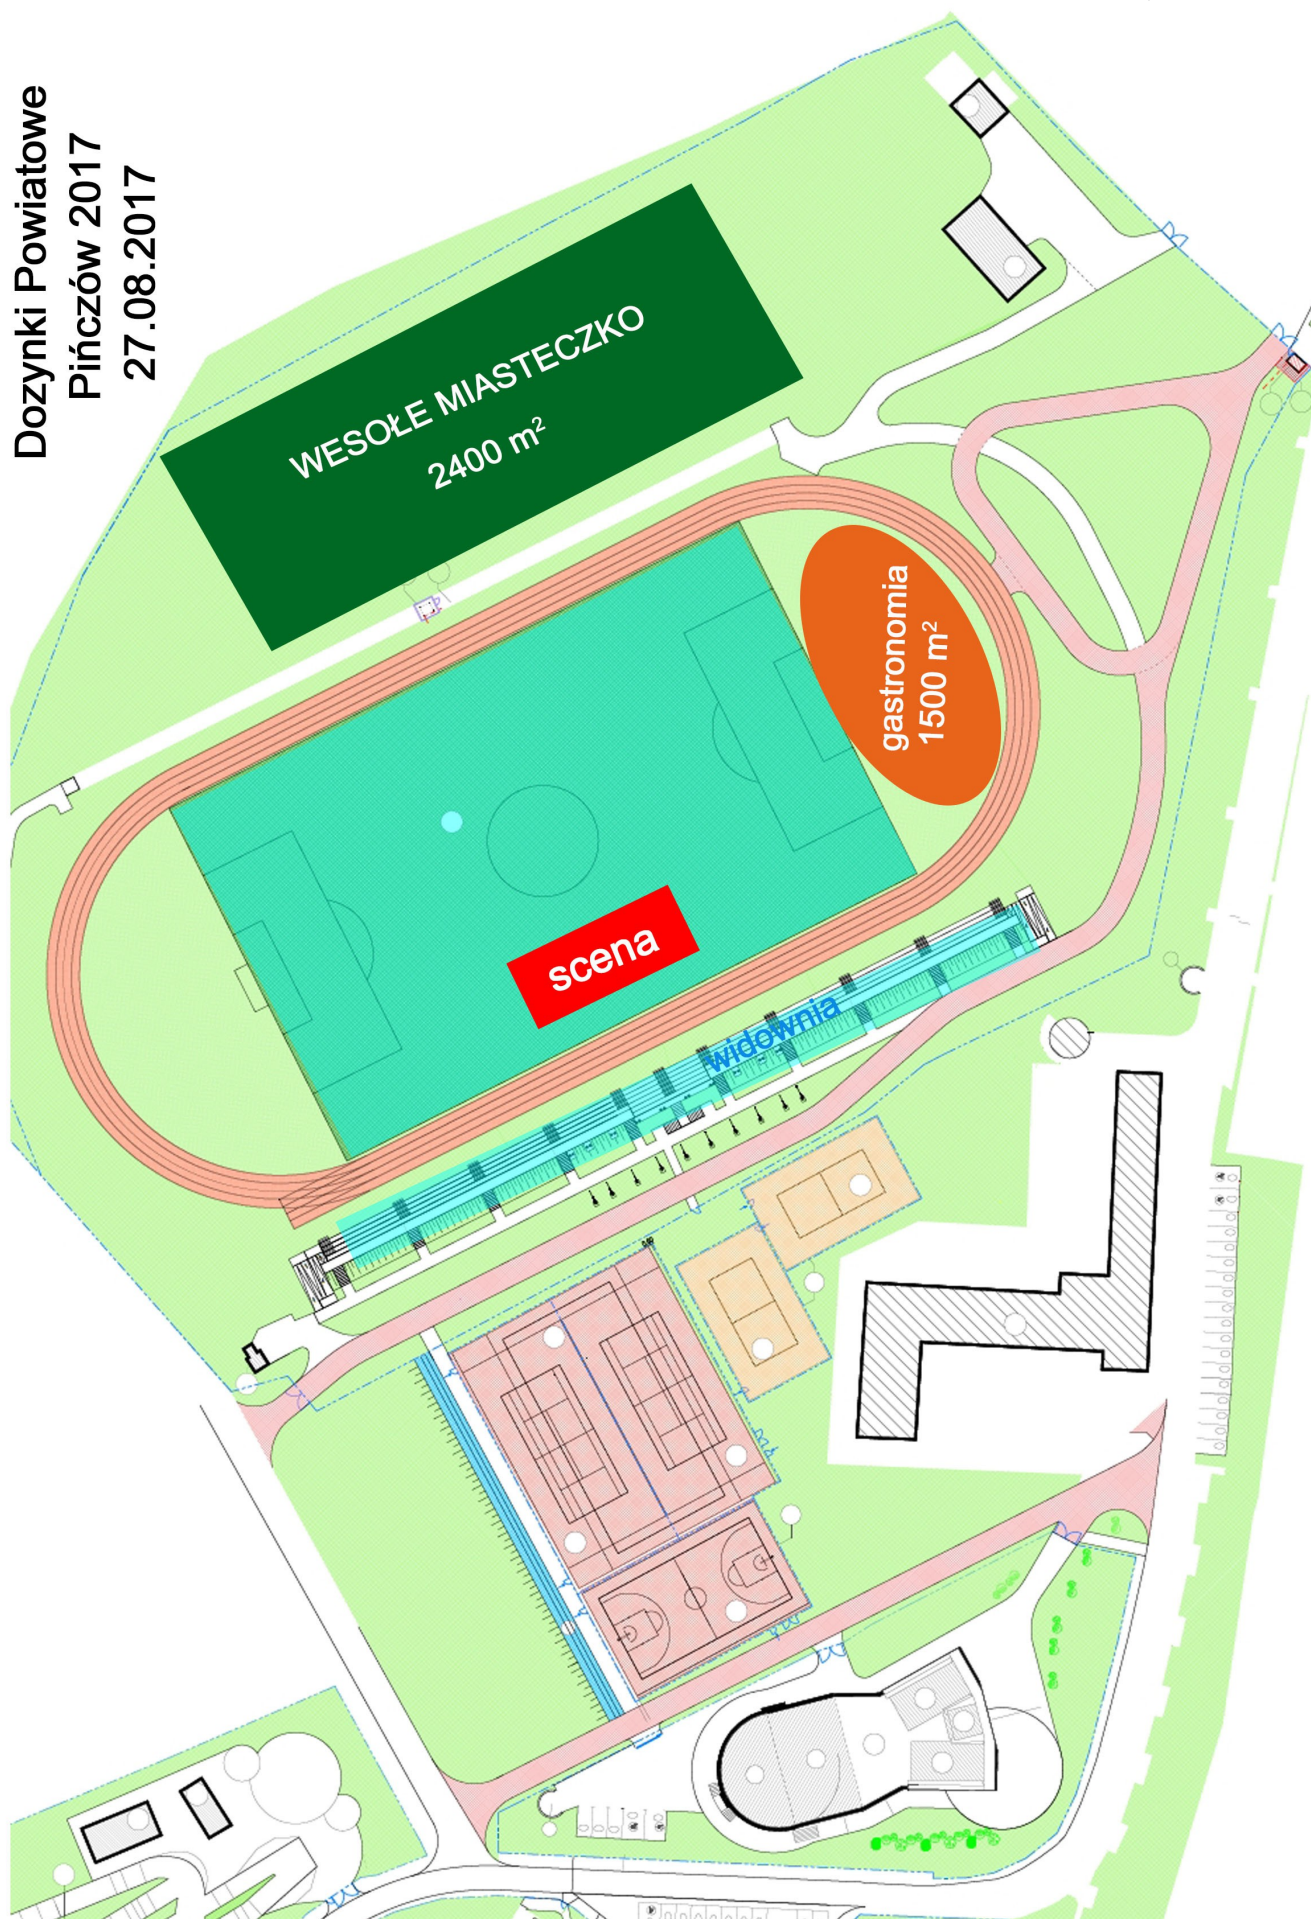 Dozynki Powiatowe
Pińczów 2017
27.08.2017
WESOŁE MIASTECZKO
2400 m²
gastronomia
1500 m²
scena
widownia